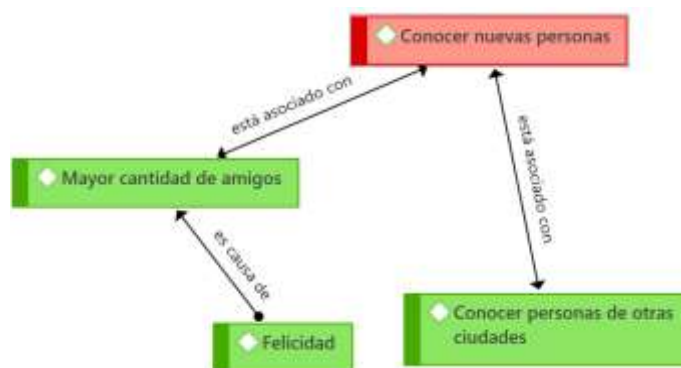 Conocer nuevas personas
está asociado con
está asociado con
Mayor cantidad de amigos
es causa de
Felicidad
Conocer personas de otras
ciudades